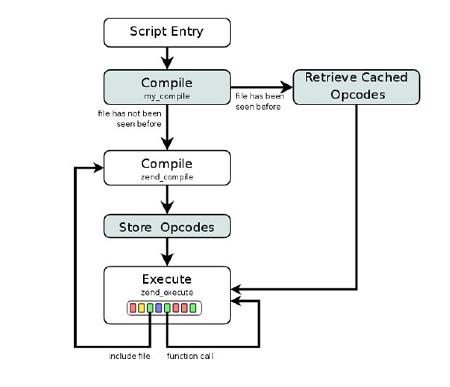 Script Entry
Compile
my_compile
Retrieve Cached
Opcodes
file has been
seen before
file has not been
seen before
Compile
zend_compile
Store Opcodes
Execute
zend_execute
include file
function call